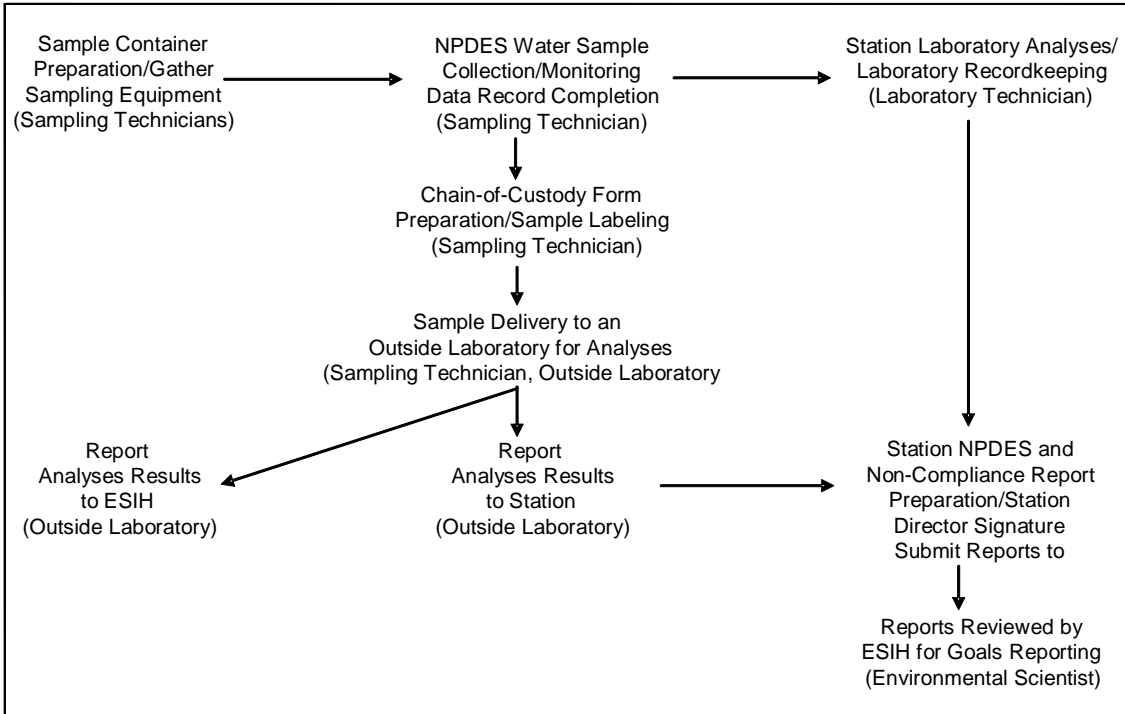 Sample Container
Preparation/Gather
Sampling Equipment
(Sampling Technicians)
NPDES Water Sample
Collection/Monitoring
Data Record Completion
(Sampling Technician)
Station Laboratory Analyses/
Laboratory Recordkeeping
(Laboratory Technician)
Chain-of-Custody Form
Preparation/Sample Labeling
(Sampling Technician)
Sample Delivery to an
Outside Laboratory for Analyses
(Sampling Technician, Outside Laboratory
Report
Analyses Results
to ESIH
(Outside Laboratory)
Report
Analyses Results
to Station
(Outside Laboratory)
Station NPDES and
Non-Compliance Report
Preparation/Station
Director Signature
Submit Reports to
Reports Reviewed by
ESIH for Goals Reporting
(Environmental Scientist)